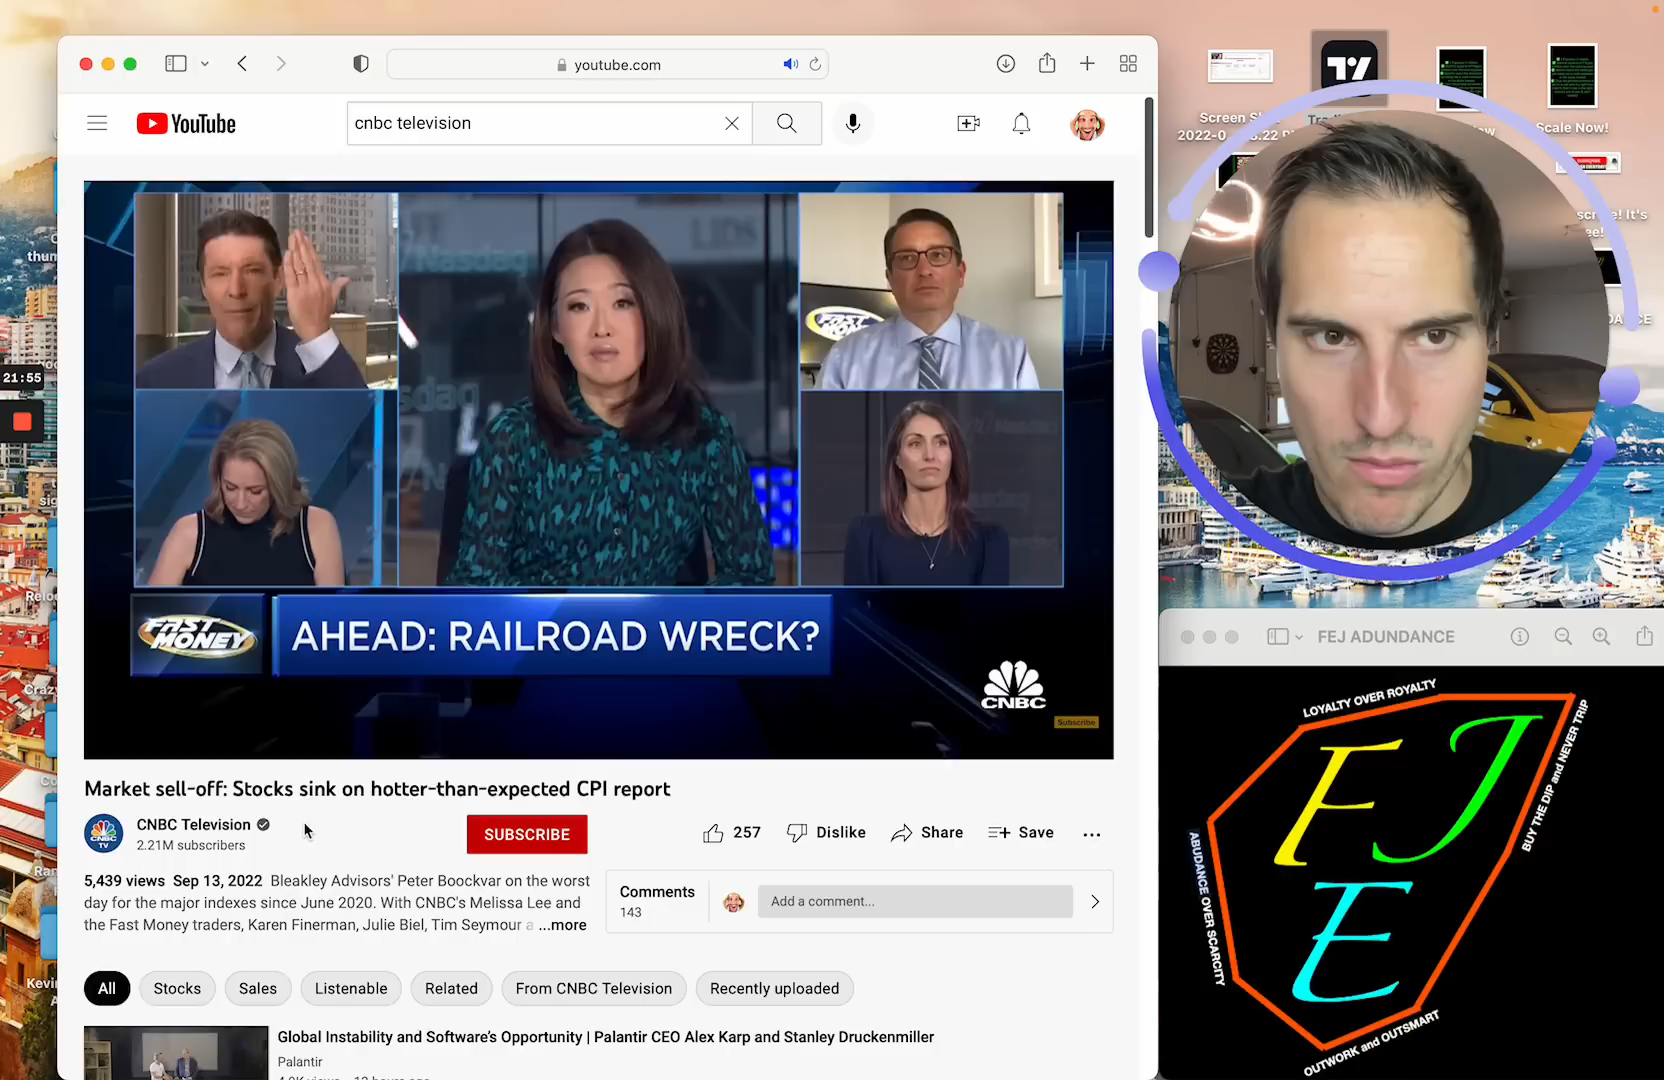 youtube.com
YouTube
cnbc television
FAST MONEY
AHEAD: RAILROAD WRECK?
CNBC
Subscribe
Market sell-off: Stocks sink on hotter-than-expected CPI report
CNBC Television
2.21M subscribers
SUBSCRIBE
257
Dislike
Share
Save
...
5,439 views Sep 13, 2022 Bleakley Advisors' Peter Boockvar on the worst
day for the major indexes since June 2020. With CNBC's Melissa Lee and
the Fast Money traders, Karen Finerman, Julie Biel, Tim Seymour a ...more
Comments
143
Add a comment...
All
Stocks
Sales
Listenable
Related
From CNBC Television
Recently uploaded
Global Instability and Software's Opportunity | Palantir CEO Alex Karp and Stanley Druckenmiller
Palantir
21:55
Scale Now!
FEJ ADUNDANCE
LOYALTY OVER ROYALTY
BUY THE DIP and NEVER TRIP
ABUDANCE OVER SCARCITY
OUTWORK and OUTSMART
F J
E